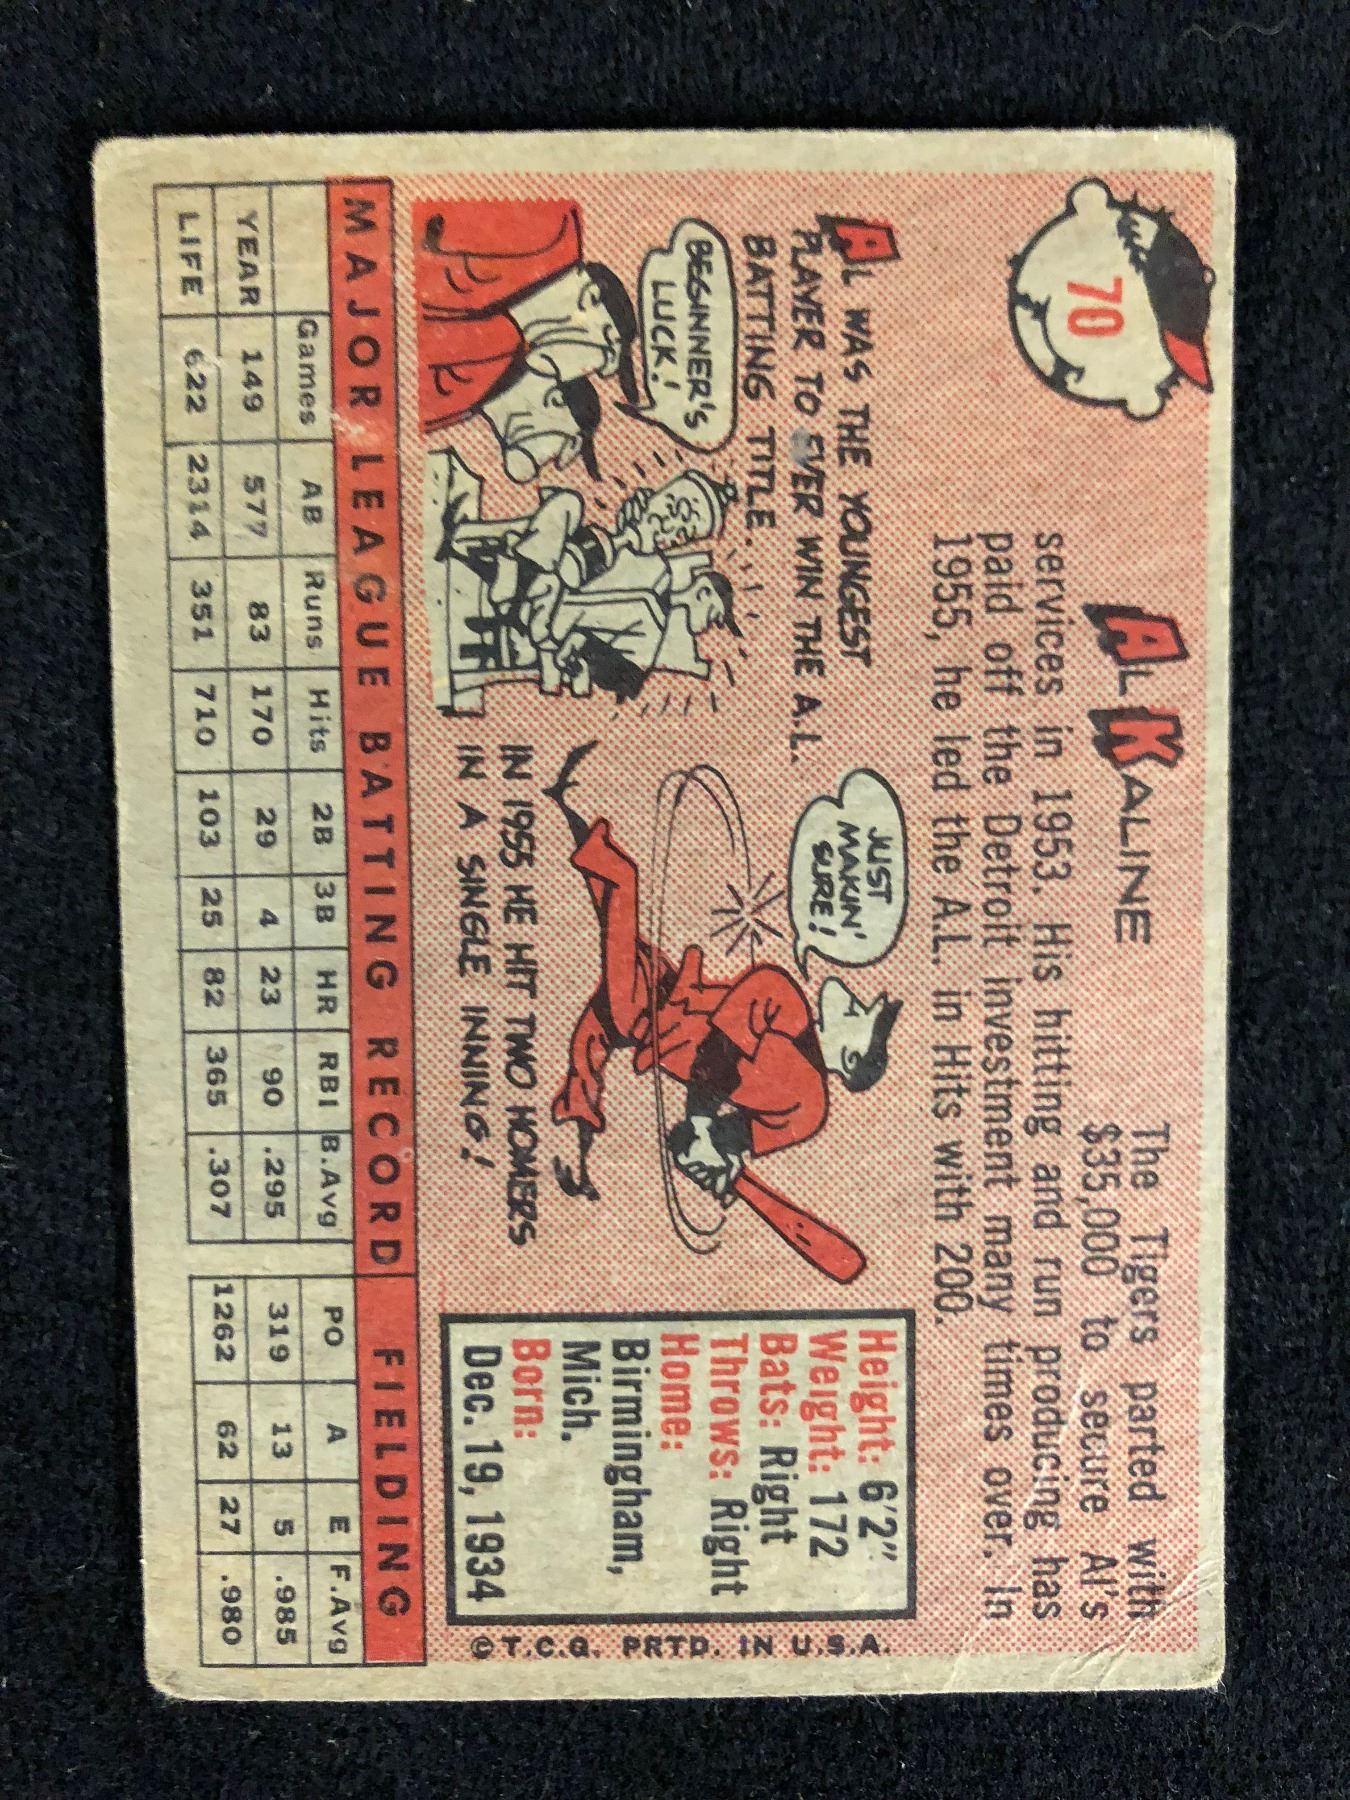 70
AL KALINE
The Tigers parted with
$35,000 to secure Al's
services in 1953. His hitting and run producing has
paid off the Detroit investment many times over. In
1955, he led the A.L. in Hits with 200.
AL WAS THE YOUNGEST
PLAYER TO EVER WIN THE A.L.
BATTING TITLE.
BEGINNER'S
LUCK!
JUST
MAKIN'
SURE!
IN 1955 HE HIT TWO HOMERS
IN A SINGLE INNING!
Height: 6'2"
Weight: 172
Bats: Right
Throws: Right
Home:
Birmingham,
Mich.
Born:
Dec. 19, 1934
©T.C.G. PRTD. IN U.S.A.
MAJOR LEAGUE BATTING RECORD FIELDING
Games AB Runs Hits 2B 3B HR RBI B.Avg PO A E F.Avg
YEAR 149 577 83 170 29 4 23 90 .295 319 13 5 .985
LIFE 622 2314 351 710 103 25 82 365 .307 1262 62 27 .980